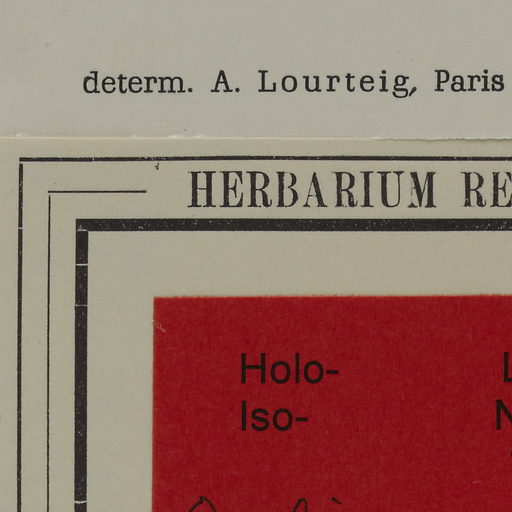 determ. A. Lourteig, Paris
HERBARIUM RE
Holo-
Iso-